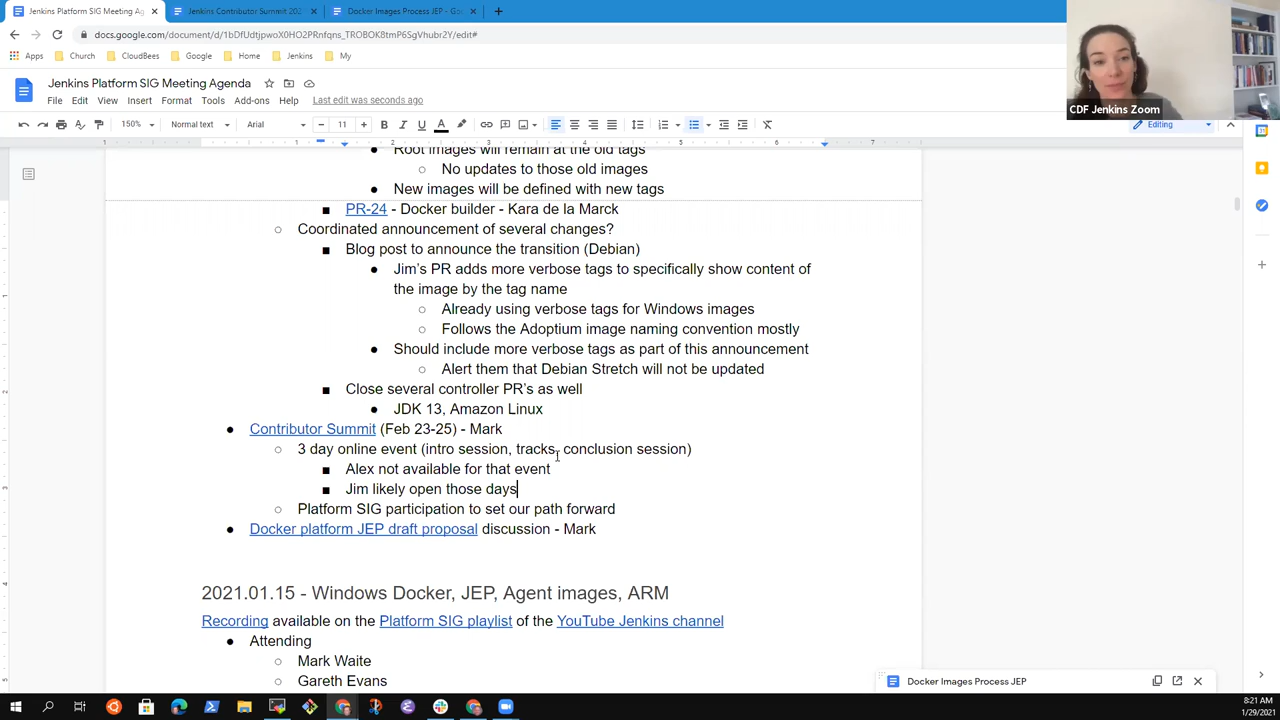 Jenkins Platform SIG Meeting Ag
Jenkins Contributor Summit 202
Docker Images Process JEP - Go
docs.google.com/document/d/1bDfUdtjpwoX0HO2PRnfqns_TROBOK8tmP6SgVhubr2Y/edit#
Apps Church CloudBees Google Home Jenkins My
Jenkins Platform SIG Meeting Agenda
File Edit View Insert Format Tools Add-ons Help Last edit was seconds ago
CDF Jenkins Zoom
150% Normal text Arial 11 Editing
1 1 2 3 4 5 6 7
Root images will remain at the old tags
No updates to those old images
New images will be defined with new tags
PR-24 - Docker builder - Kara de la Marck
Coordinated announcement of several changes?
Blog post to announce the transition (Debian)
Jim's PR adds more verbose tags to specifically show content of
the image by the tag name
Already using verbose tags for Windows images
Follows the Adoptium image naming convention mostly
Should include more verbose tags as part of this announcement
Alert them that Debian Stretch will not be updated
Close several controller PR's as well
JDK 13, Amazon Linux
Contributor Summit (Feb 23-25) - Mark
3 day online event (intro session, tracks, conclusion session)
Alex not available for that event
Jim likely open those days
Platform SIG participation to set our path forward
Docker platform JEP draft proposal discussion - Mark
2021.01.15 - Windows Docker, JEP, Agent images, ARM
Recording available on the Platform SIG playlist of the YouTube Jenkins channel
Attending
Mark Waite
Gareth Evans
Docker Images Process JEP
8:21 AM
1/29/2021